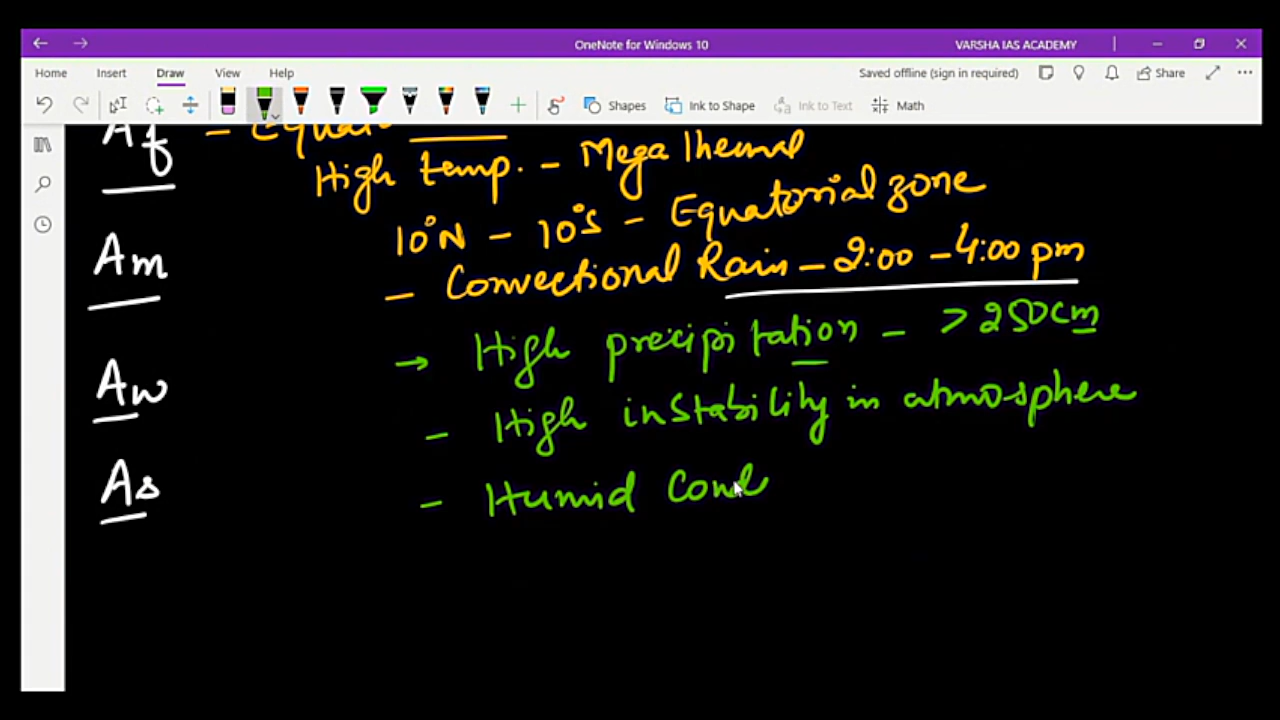 OneNote for Windows 10
VARSHA IAS ACADEMY
Home Insert Draw View Help
Saved offline (sign in required)
Share
Shapes
Ink to Shape
Ink to Text
Math
Af -
High temp. - Mega Thermal
10°N - 10°S - Equatorial zone
Am
- Convectional Rain - 2:00 - 4:00 pm
→ High precipitation - > 250cm
Aw
- High instability in atmosphere
As
- Humid Cond